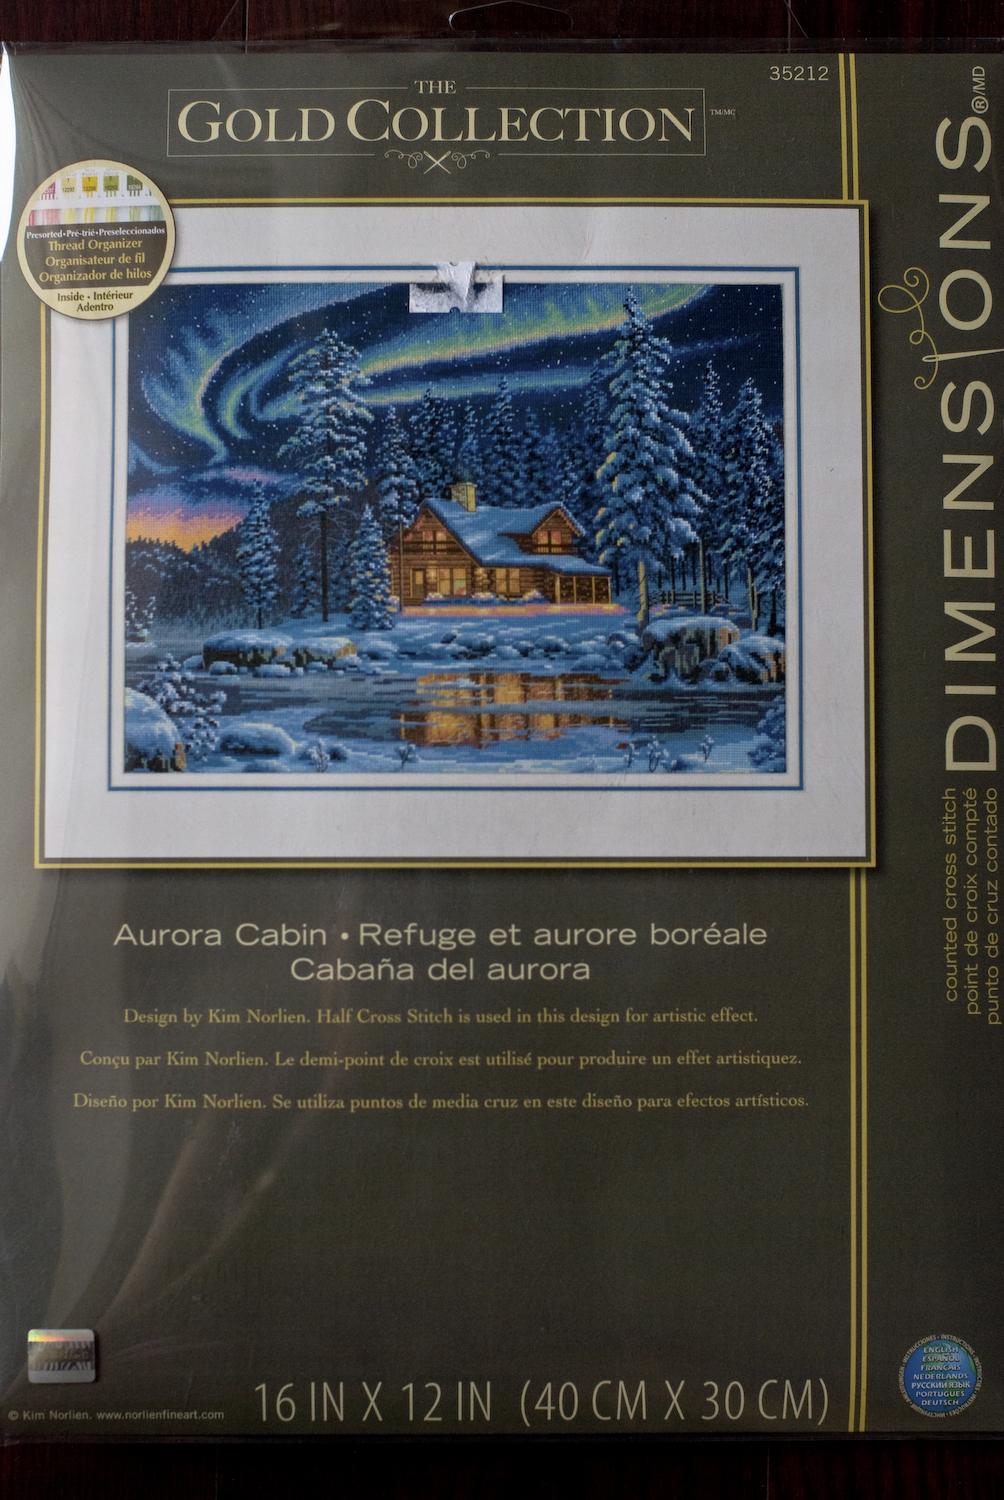 35212
THE
GOLD COLLECTION TM/MC
Presorted•Pré-trié•Preseleccionados
Thread Organizer
Organisateur de fil
Organizador de hilos
Inside • Intérieur
Adentro
DIMENSIONS®/MD
counted cross stitch
point de croix compté
punto de cruz contado
Aurora Cabin • Refuge et aurore boréale
Cabaña del aurora
Design by Kim Norlien. Half Cross Stitch is used in this design for artistic effect.
Conçu par Kim Norlien. Le demi-point de croix est utilisé pour produire un effet artistiquez.
Diseño por Kim Norlien. Se utiliza puntos de media cruz en este diseño para efectos artísticos.
ENGLISH
ESPAÑOL
FRANÇAIS
NEDERLANDS
РУССКИЙ ЯЗЫК
PORTUGUÊS
DEUTSCH
© Kim Norlien. www.norlienfineart.com
16 IN X 12 IN (40 CM X 30 CM)